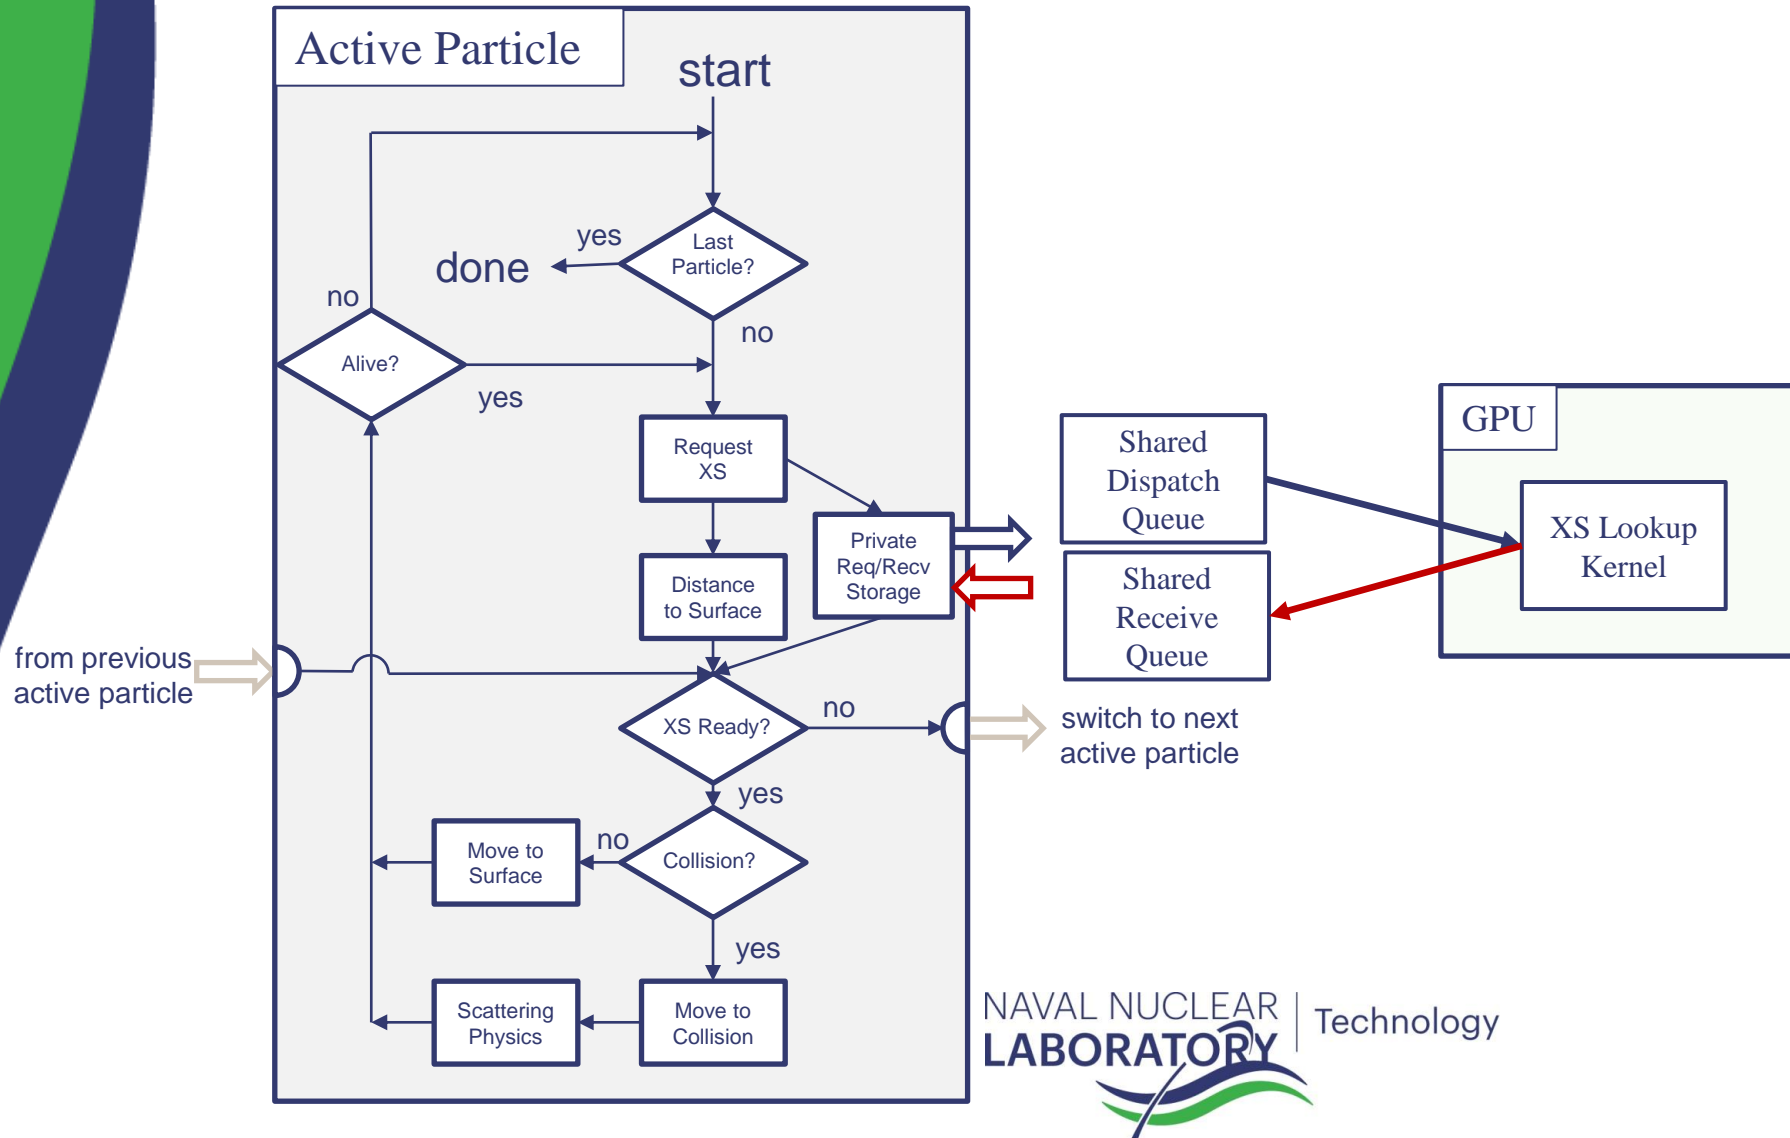 Active Particle
start
yes
Last
Particle?
done
no
no
Alive?
yes
Request
XS
Private
Req/Recv
Storage
Distance
to Surface
from previous
active particle
XS Ready?
no
switch to next
active particle
yes
Move to
Surface
no
Collision?
yes
Scattering
Physics
Move to
Collision
Shared
Dispatch
Queue
Shared
Receive
Queue
GPU
XS Lookup
Kernel
NAVAL NUCLEAR
LABORATORY
Technology